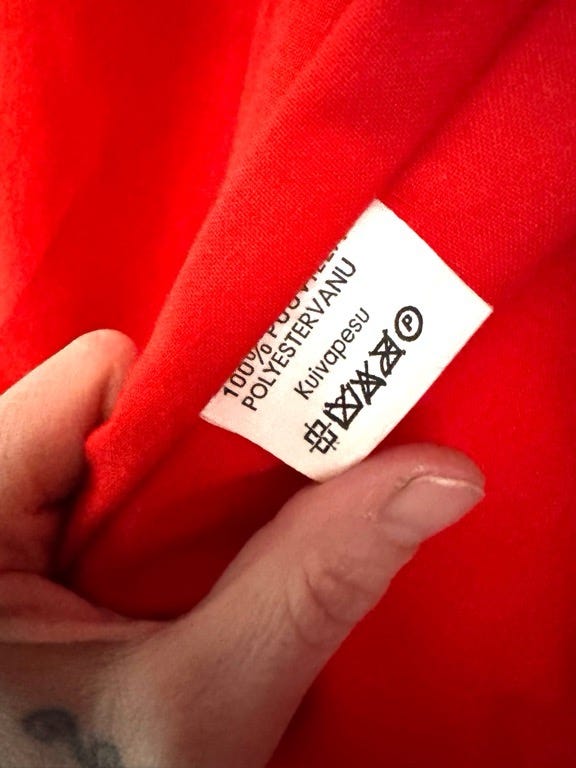 100%
POLYESTERVANU
Kuivapesu
P